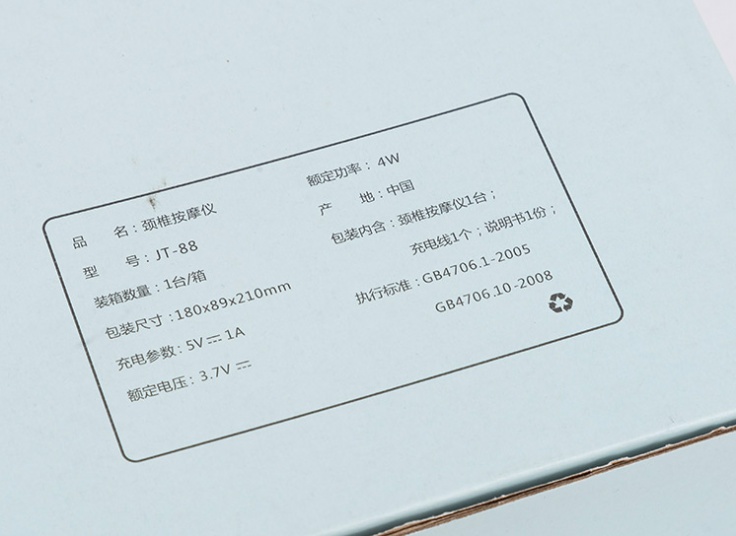 品 名：颈椎按摩仪
型 号：JT-88
装箱数量：1台/箱
包装尺寸：180x89x210mm
充电参数：5V⎓1A
额定电压：3.7V⎓
额定功率：4W
产 地：中国
包装内含：颈椎按摩仪1台；
充电线1个；说明书1份；
执行标准：GB4706.1-2005
GB4706.10-2008